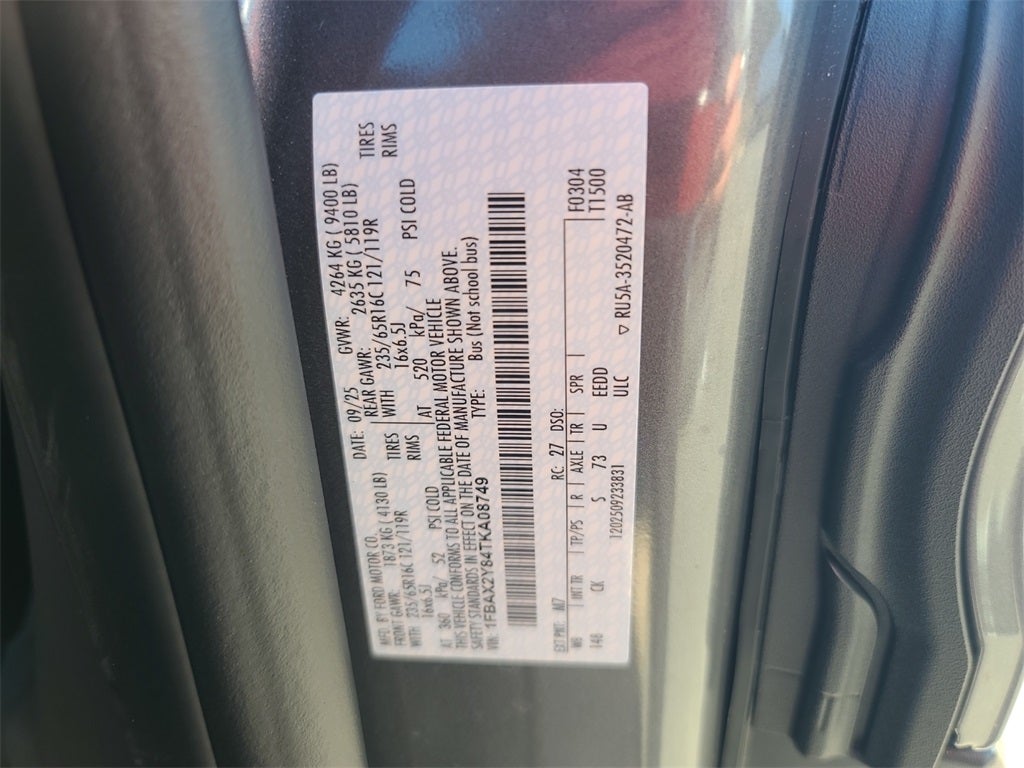 MFD. BY FORD MOTOR CO.
DATE: 09/25 GVWR: 4264 KG ( 9400 LB)
FRONT GAWR: 1873 KG ( 4130 LB)
REAR GAWR: 2635 KG ( 5810 LB)
WITH 235/65R16C 121/119R TIRES
WITH 235/65R16C 121/119R TIRES
16x6.5J RIMS
16x6.5J RIMS
AT 360 kPa/ 52 PSI COLD
AT 520 kPa/ 75 PSI COLD
THIS VEHICLE CONFORMS TO ALL APPLICABLE FEDERAL MOTOR VEHICLE
SAFETY STANDARDS IN EFFECT ON THE DATE OF MANUFACTURE SHOWN ABOVE.
VIN: 1FBAX2Y84TKA08749 TYPE: Bus (Not school bus)
EXT PNT: M7 RC: 27 DSO: F0304
WB INT TR TP/PS R AXLE TR SPR T1500
148 CK S 73 U EEDD
1202509233831 ULC ▽ RU5A-3520472-AB